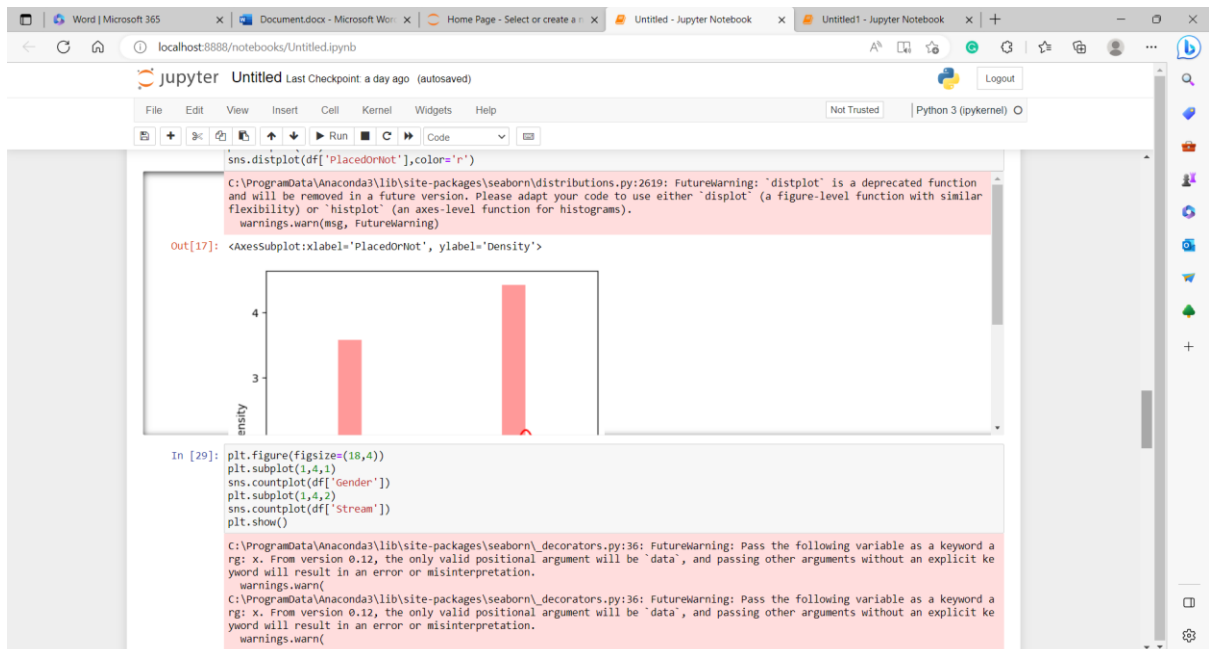 Word | Microsoft 365
Document.docx - Microsoft Wor
Home Page - Select or create a n
Untitled - Jupyter Notebook
Untitled1 - Jupyter Notebook
localhost:8888/notebooks/Untitled.ipynb
jupyter Untitled Last Checkpoint: a day ago (autosaved)
Logout
File Edit View Insert Cell Kernel Widgets Help
Not Trusted
Python 3 (ipykernel)
Run
Code
sns.distplot(df['PlacedOrNot'],color='r')
C:\ProgramData\Anaconda3\lib\site-packages\seaborn\distributions.py:2619: FutureWarning: `distplot` is a deprecated function
and will be removed in a future version. Please adapt your code to use either `displot` (a figure-level function with similar
flexibility) or `histplot` (an axes-level function for histograms).
warnings.warn(msg, FutureWarning)
Out[17]: <AxesSubplot:xlabel='PlacedOrNot', ylabel='Density'>
4
3
In [29]: plt.figure(figsize=(18,4))
plt.subplot(1,4,1)
sns.countplot(df['Gender'])
plt.subplot(1,4,2)
sns.countplot(df['Stream'])
plt.show()
C:\ProgramData\Anaconda3\lib\site-packages\seaborn\_decorators.py:36: FutureWarning: Pass the following variable as a keyword a
rg: x. From version 0.12, the only valid positional argument will be `data`, and passing other arguments without an explicit ke
yword will result in an error or misinterpretation.
warnings.warn(
C:\ProgramData\Anaconda3\lib\site-packages\seaborn\_decorators.py:36: FutureWarning: Pass the following variable as a keyword a
rg: x. From version 0.12, the only valid positional argument will be `data`, and passing other arguments without an explicit ke
yword will result in an error or misinterpretation.
warnings.warn(